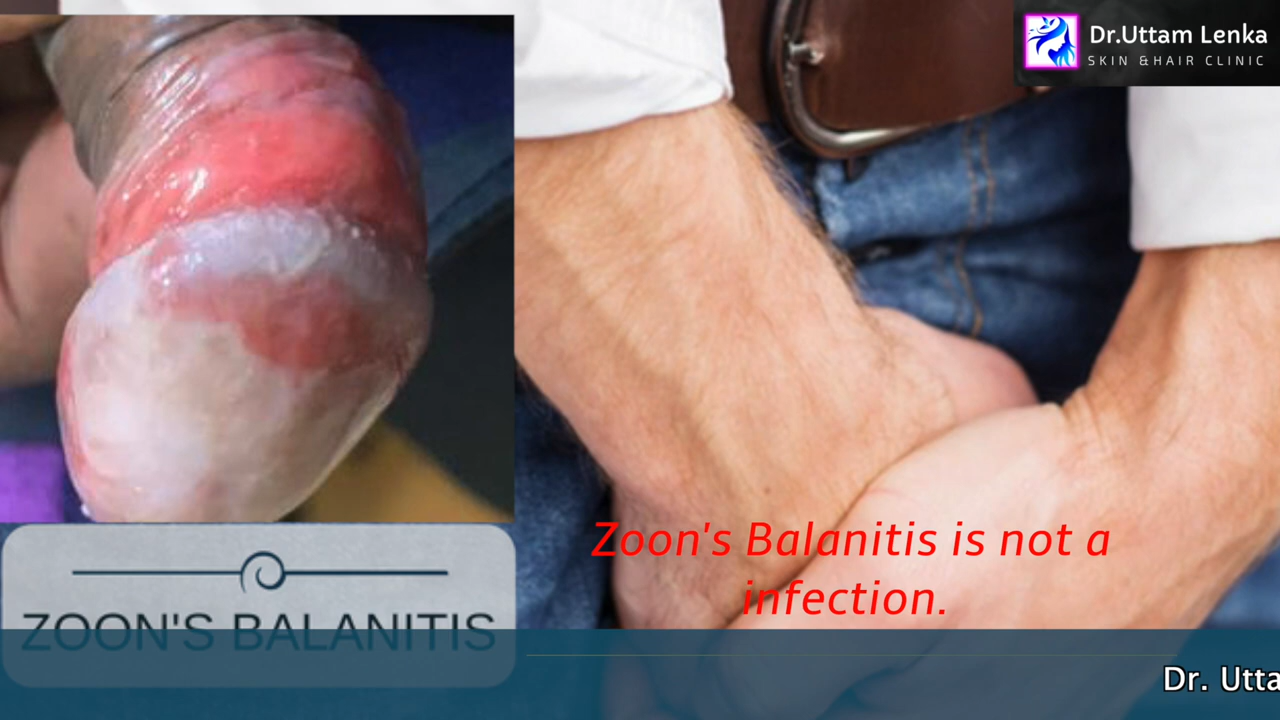 Dr.Uttam Lenka
SKIN &HAIR CLINIC
Zoon's Balanitis is not a
infection.
ZOON'S BALANITIS
Dr. Utta